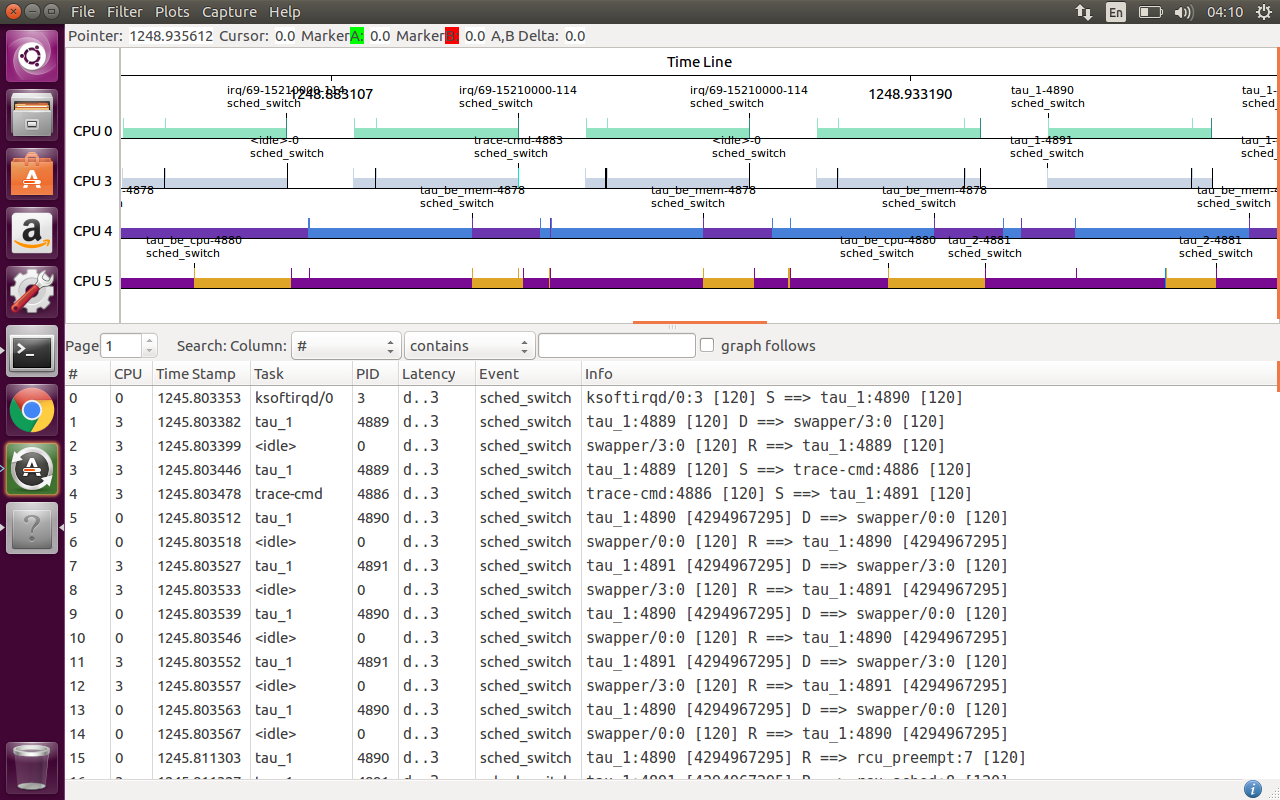 File Filter Plots Capture Help
En 04:10
Pointer: 1248.935612 Cursor: 0.0 Marker A: 0.0 Marker B: 0.0 A,B Delta: 0.0
Time Line
1248.883107 1248.933190
irq/69-15210000-114 irq/69-15210000-114 irq/69-15210000-114 tau_1-4890 tau_1-
sched_switch sched_switch sched_switch sched_switch sched_
CPU 0
<idle>-0 trace-cmd-4883 <idle>-0 tau_1-4891 tau_1-
sched_switch sched_switch sched_switch sched_switch sched_
CPU 3
-4878 tau_be_mem-4878 tau_be_mem-4878 tau_be_mem-4878 tau_be_mem-4
sched_switch sched_switch sched_switch sched_switch
CPU 4
tau_be_cpu-4880 tau_be_cpu-4880 tau_2-4881 tau_2-4881
sched_switch sched_switch sched_switch sched_switch
CPU 5
Page 1 Search: Column: # contains graph follows
# CPU Time Stamp Task PID Latency Event Info
0 0 1245.803353 ksoftirqd/0 3 d..3 sched_switch ksoftirqd/0:3 [120] S ==> tau_1:4890 [120]
1 3 1245.803382 tau_1 4889 d..3 sched_switch tau_1:4889 [120] D ==> swapper/3:0 [120]
2 3 1245.803399 <idle> 0 d..3 sched_switch swapper/3:0 [120] R ==> tau_1:4889 [120]
3 3 1245.803446 tau_1 4889 d..3 sched_switch tau_1:4889 [120] S ==> trace-cmd:4886 [120]
4 3 1245.803478 trace-cmd 4886 d..3 sched_switch trace-cmd:4886 [120] S ==> tau_1:4891 [120]
5 0 1245.803512 tau_1 4890 d..3 sched_switch tau_1:4890 [4294967295] D ==> swapper/0:0 [120]
6 0 1245.803518 <idle> 0 d..3 sched_switch swapper/0:0 [120] R ==> tau_1:4890 [4294967295]
7 3 1245.803527 tau_1 4891 d..3 sched_switch tau_1:4891 [4294967295] D ==> swapper/3:0 [120]
8 3 1245.803533 <idle> 0 d..3 sched_switch swapper/3:0 [120] R ==> tau_1:4891 [4294967295]
9 0 1245.803539 tau_1 4890 d..3 sched_switch tau_1:4890 [4294967295] D ==> swapper/0:0 [120]
10 0 1245.803546 <idle> 0 d..3 sched_switch swapper/0:0 [120] R ==> tau_1:4890 [4294967295]
11 3 1245.803552 tau_1 4891 d..3 sched_switch tau_1:4891 [4294967295] D ==> swapper/3:0 [120]
12 3 1245.803557 <idle> 0 d..3 sched_switch swapper/3:0 [120] R ==> tau_1:4891 [4294967295]
13 0 1245.803563 tau_1 4890 d..3 sched_switch tau_1:4890 [4294967295] D ==> swapper/0:0 [120]
14 0 1245.803567 <idle> 0 d..3 sched_switch swapper/0:0 [120] R ==> tau_1:4890 [4294967295]
15 0 1245.811303 tau_1 4890 d..3 sched_switch tau_1:4890 [4294967295] R ==> rcu_preempt:7 [120]